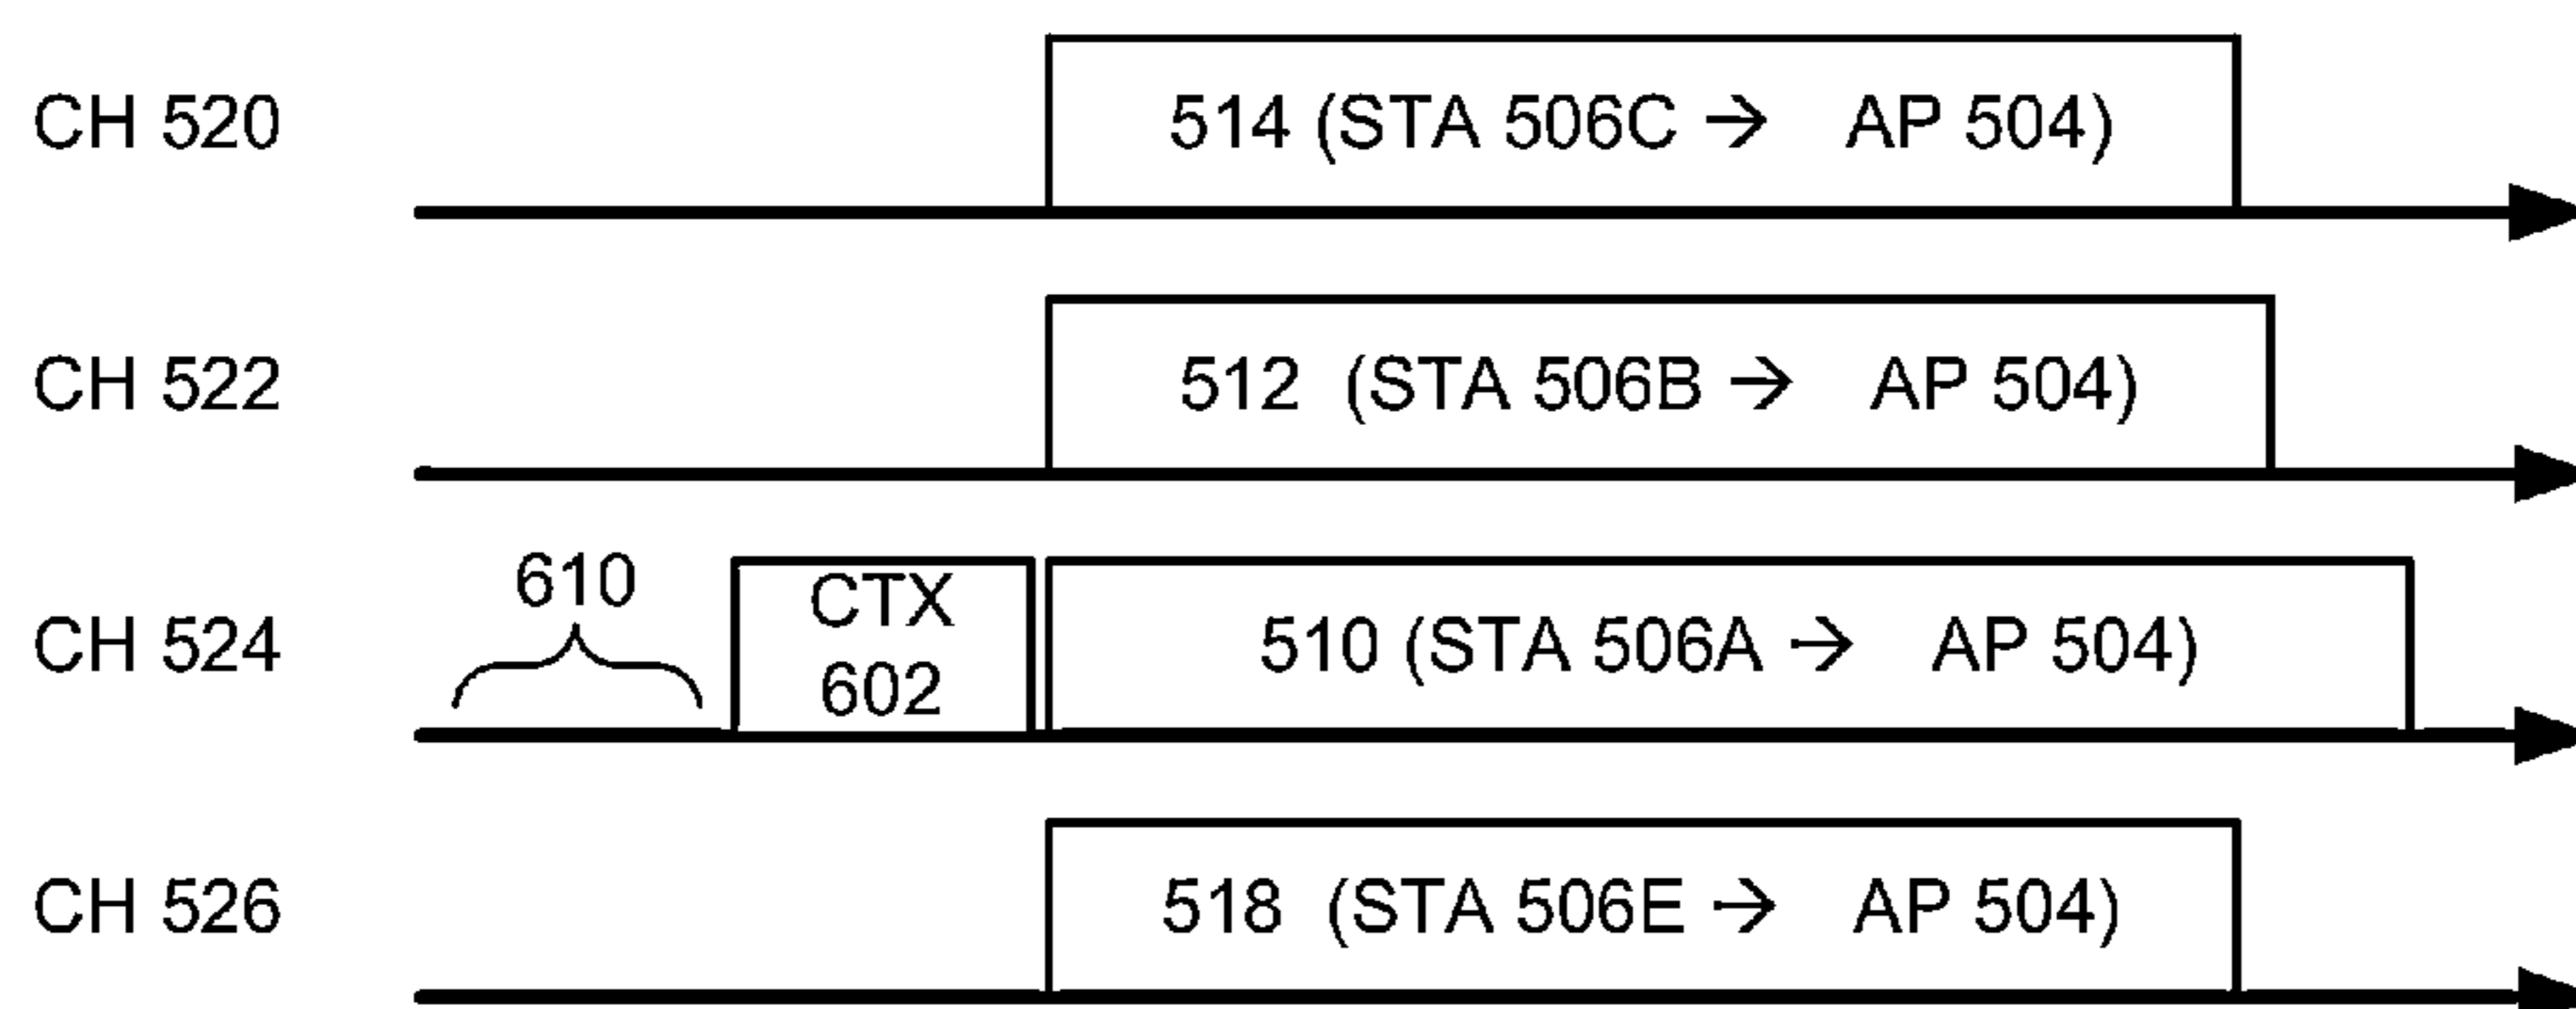 CH 520
514 (STA 506C → AP 504)
CH 522
512 (STA 506B → AP 504)
610
CTX
602
CH 524
510 (STA 506A → AP 504)
CH 526
518 (STA 506E → AP 504)